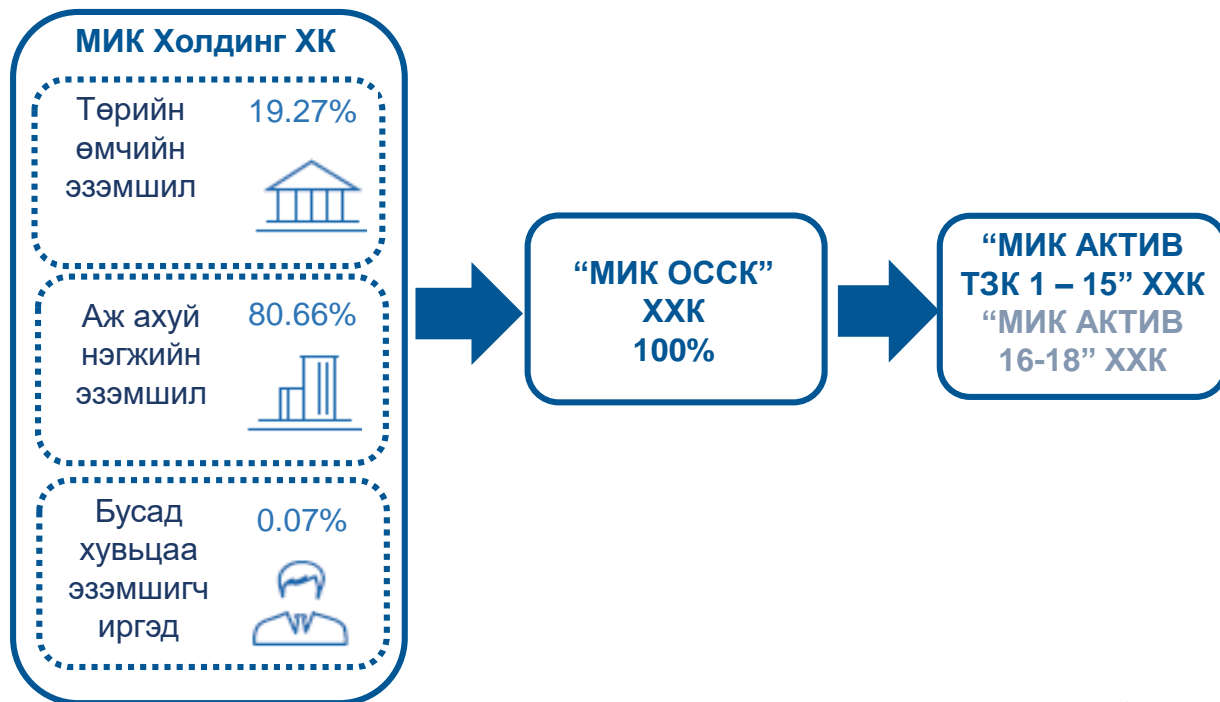 МИК Холдинг ХК
Төрийн
өмчийн
эзэмшил
19.27%
Аж ахуй
нэгжийн
эзэмшил
80.66%
Бусад
хувьцаа
эзэмшигч
иргэд
0.07%
“МИК ОССК”
ХХК
100%
“МИК АКТИВ
ТЗК 1 – 15” ХХК
“МИК АКТИВ
16-18” ХХК